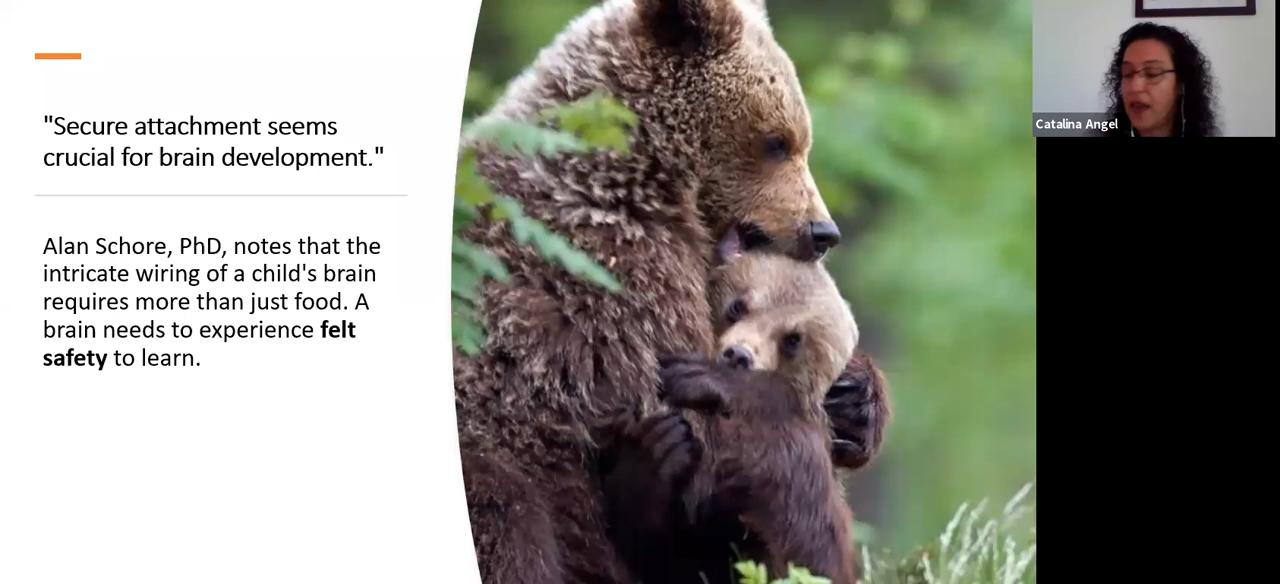 "Secure attachment seems
crucial for brain development."
Alan Schore, PhD, notes that the
intricate wiring of a child's brain
requires more than just food. A
brain needs to experience felt
safety to learn.
Catalina Angel